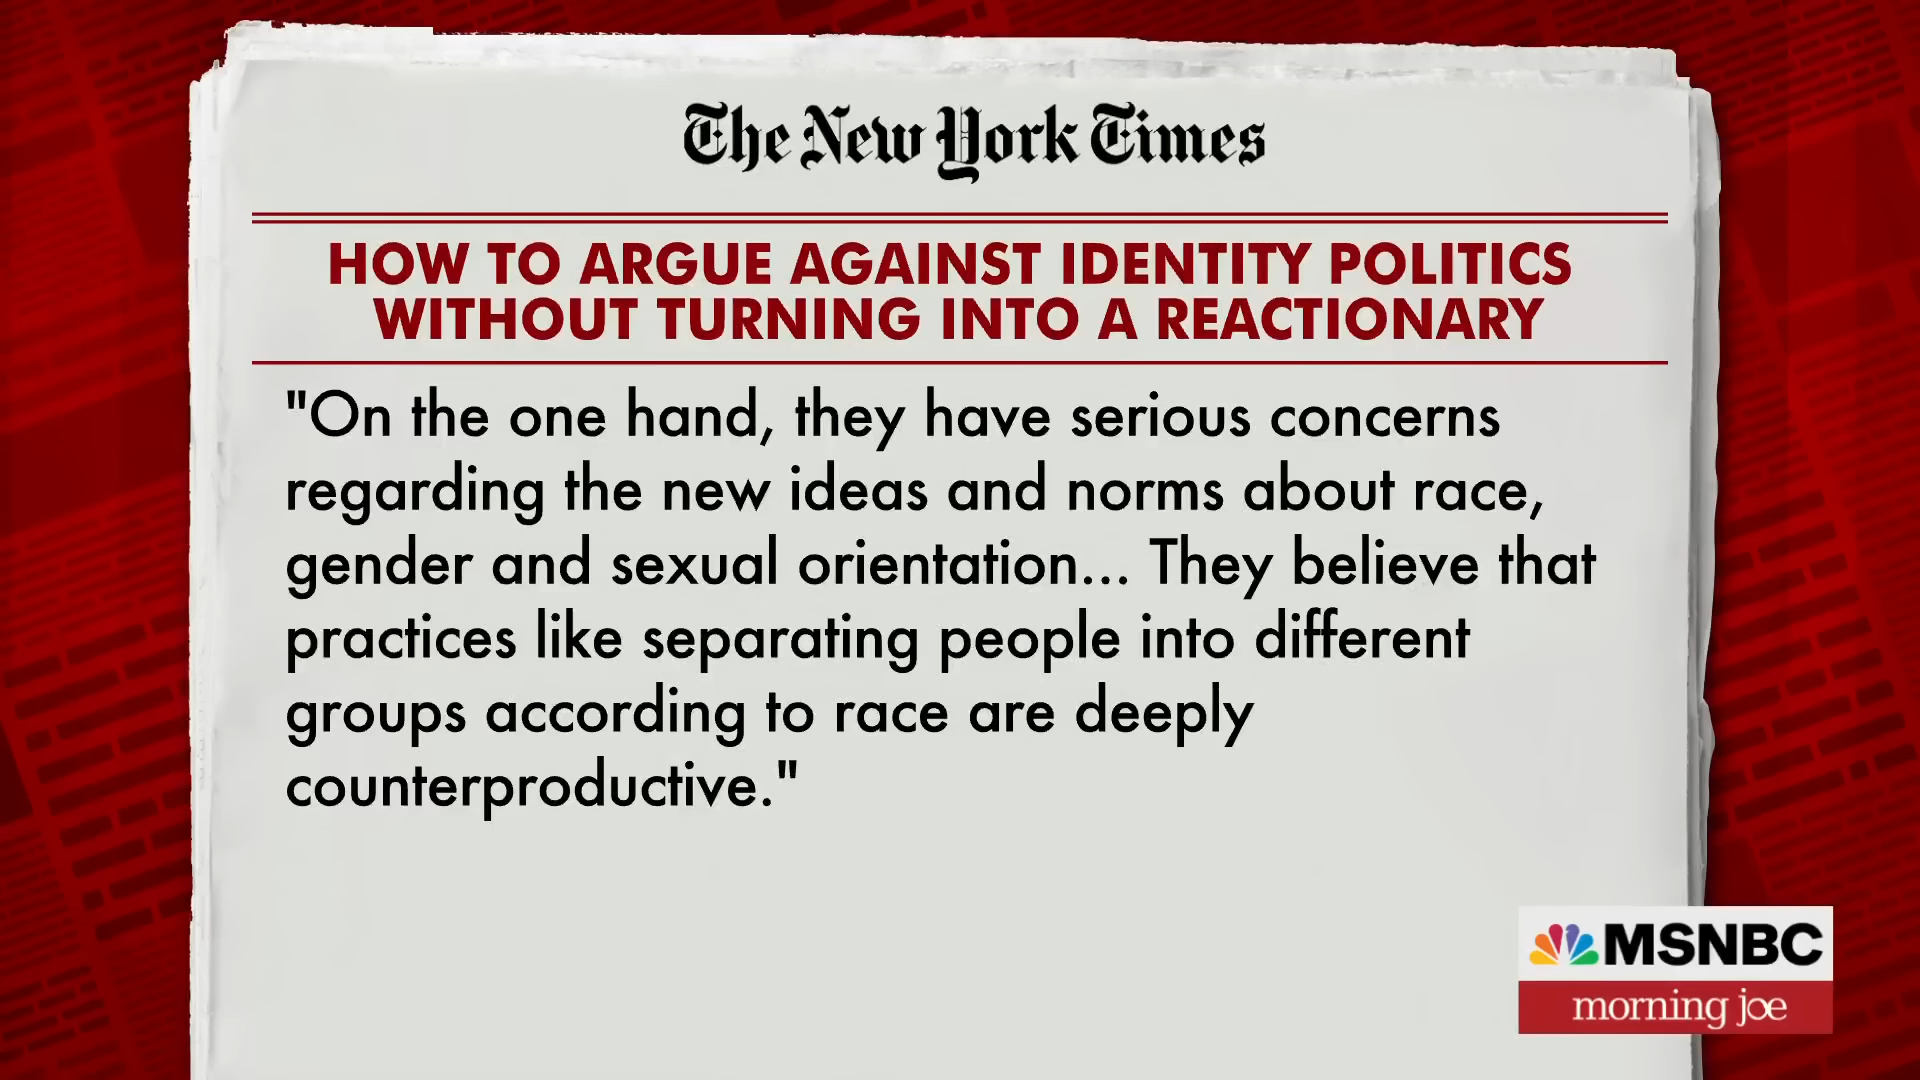 The New York Times
HOW TO ARGUE AGAINST IDENTITY POLITICS
WITHOUT TURNING INTO A REACTIONARY
"On the one hand, they have serious concerns
regarding the new ideas and norms about race,
gender and sexual orientation... They believe that
practices like separating people into different
groups according to race are deeply
counterproductive."
MSNBC
morning joe